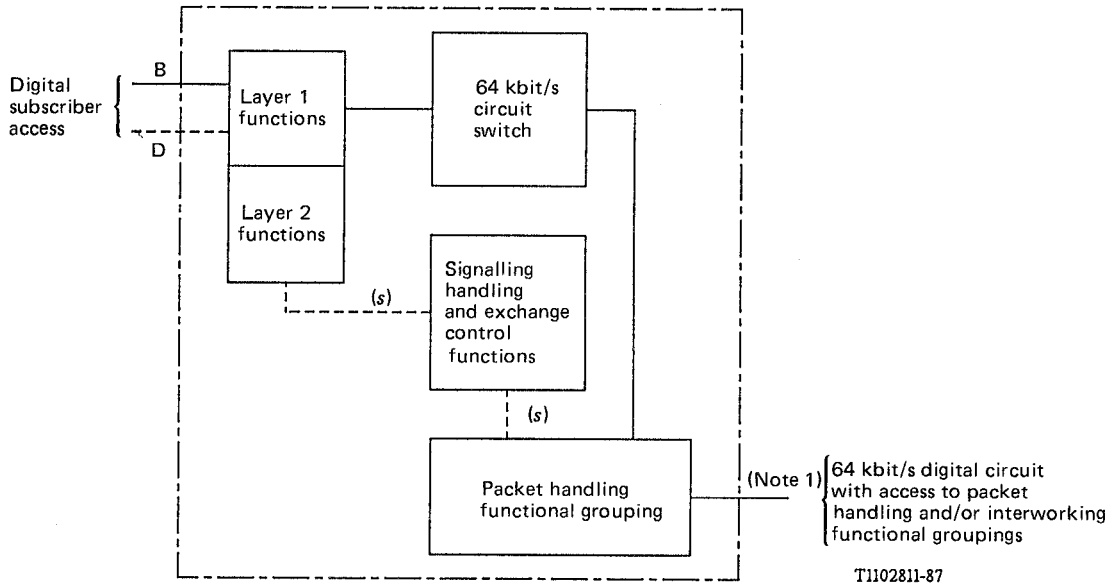 Digital
subscriber
access
B
D
Layer 1
functions
Layer 2
functions
64 kbit/s
circuit
switch
(s)
Signalling
handling
and exchange
control
functions
(s)
Packet handling
functional grouping
(Note 1)
64 kbit/s digital circuit
with access to packet
handling and/or interworking
functional groupings
T1102811-87